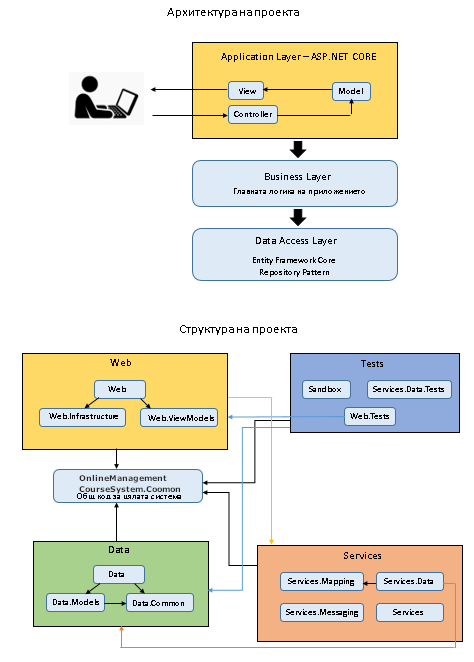 Архитектура на проекта
Application Layer – ASP.NET CORE
View
Model
Controller
Business Layer
Главната логика на приложението
Data Access Layer
Entity Framework Core
Repository Pattern
Структура на проекта
Web
Web
Web.Infrastructure
Web.ViewModels
Tests
Sandbox
Services.Data.Tests
Web.Tests
OnlineManagement
CourseSystem.Coomon
Общ код за цялата система
Data
Data
Data.Models
Data.Common
Services
Services.Mapping
Services.Data
Services.Messaging
Services